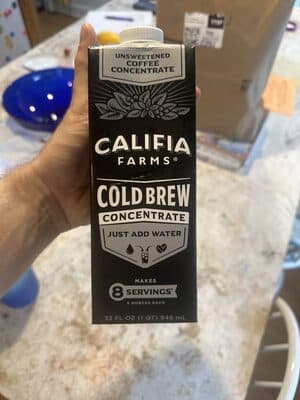 UNSWEETENED
COFFEE
CONCENTRATE
CALIFIA
FARMS®
COLD BREW
CONCENTRATE
JUST ADD WATER
MAKES
8 SERVINGS*
32 FL OZ (1 QT) 946 mL